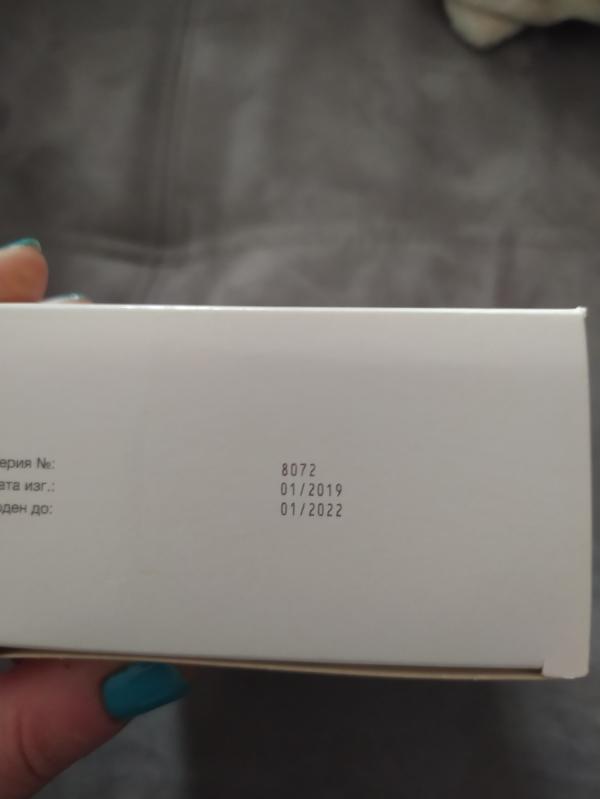 ерия №: 8072
ата изг.: 01/2019
оден до: 01/2022